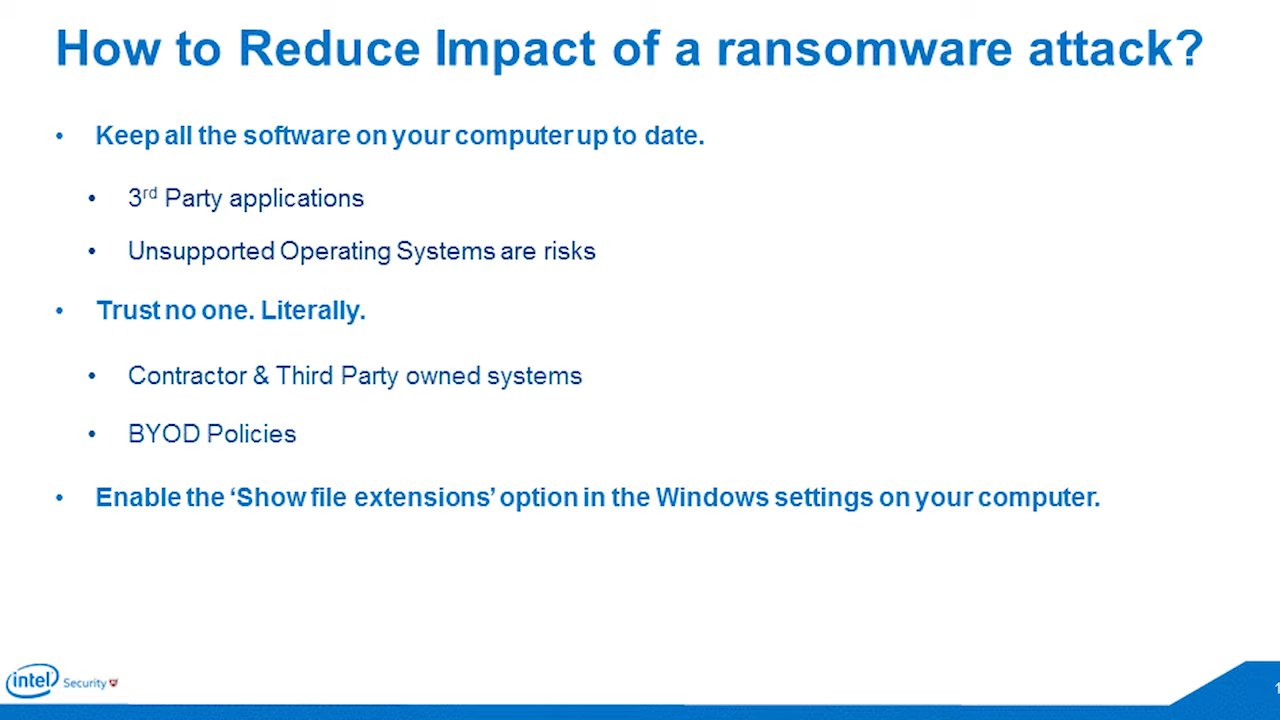 How to Reduce Impact of a ransomware attack?
• Keep all the software on your computer up to date.
• 3rd Party applications
• Unsupported Operating Systems are risks
• Trust no one. Literally.
• Contractor & Third Party owned systems
• BYOD Policies
• Enable the ‘Show file extensions’ option in the Windows settings on your computer.
intel Security